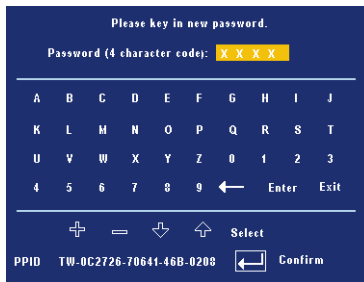 Please key in new password.
Password (4 character code): X X X X
A B C D E F G H I J
K L M N O P Q R S T
U V W X Y Z 0 1 2 3
4 5 6 7 8 9 Enter Exit
Select
PPID TW-0C2726-70641-46B-0208 Confirm